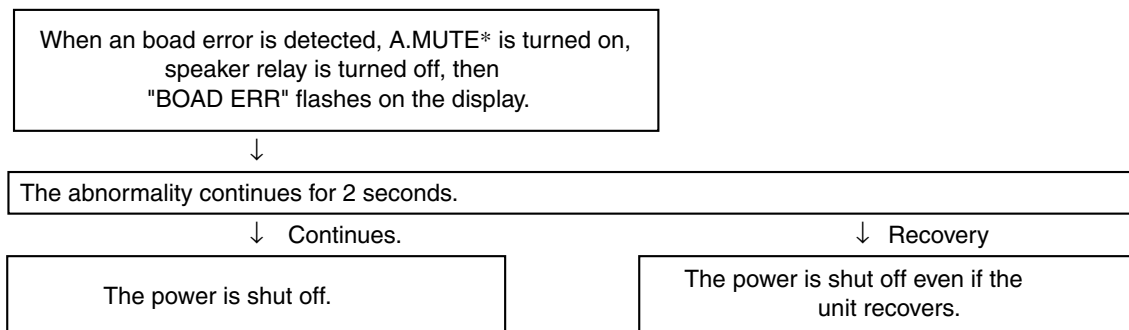 When an boad error is detected, A.MUTE* is turned on,
speaker relay is turned off, then
"BOAD ERR" flashes on the display.
↓
The abnormality continues for 2 seconds.
↓ Continues.
↓ Recovery
The power is shut off.
The power is shut off even if the
unit recovers.